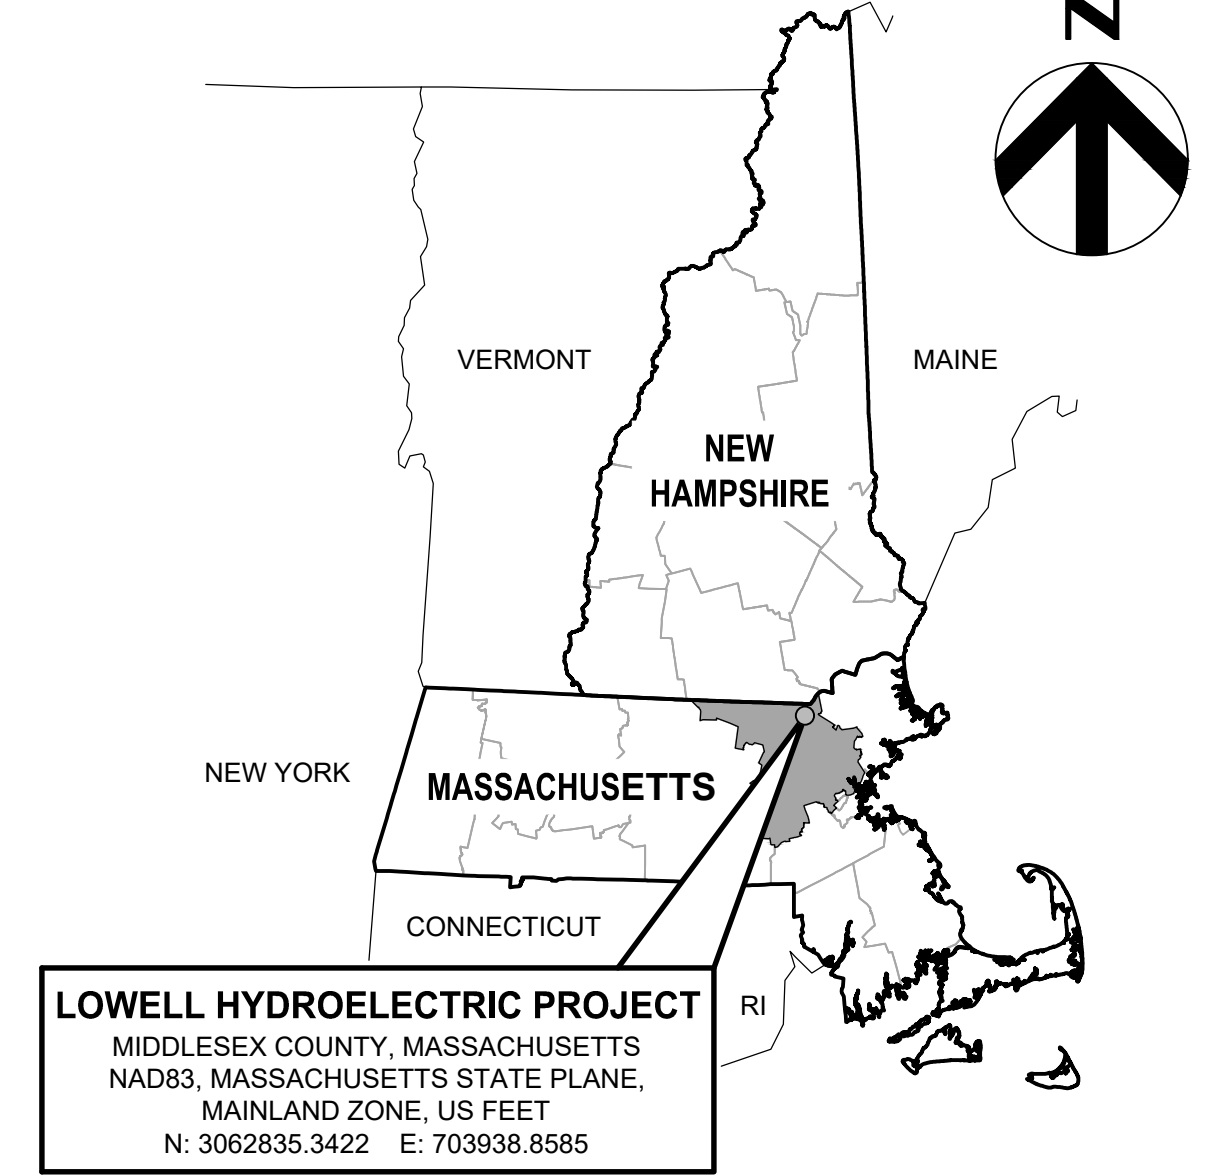 N
VERMONT
MAINE
NEW
HAMPSHIRE
NEW YORK
MASSACHUSETTS
CONNECTICUT
RI
LOWELL HYDROELECTRIC PROJECT
MIDDLESEX COUNTY, MASSACHUSETTS
NAD83, MASSACHUSETTS STATE PLANE,
MAINLAND ZONE, US FEET
N: 3062835.3422 E: 703938.8585